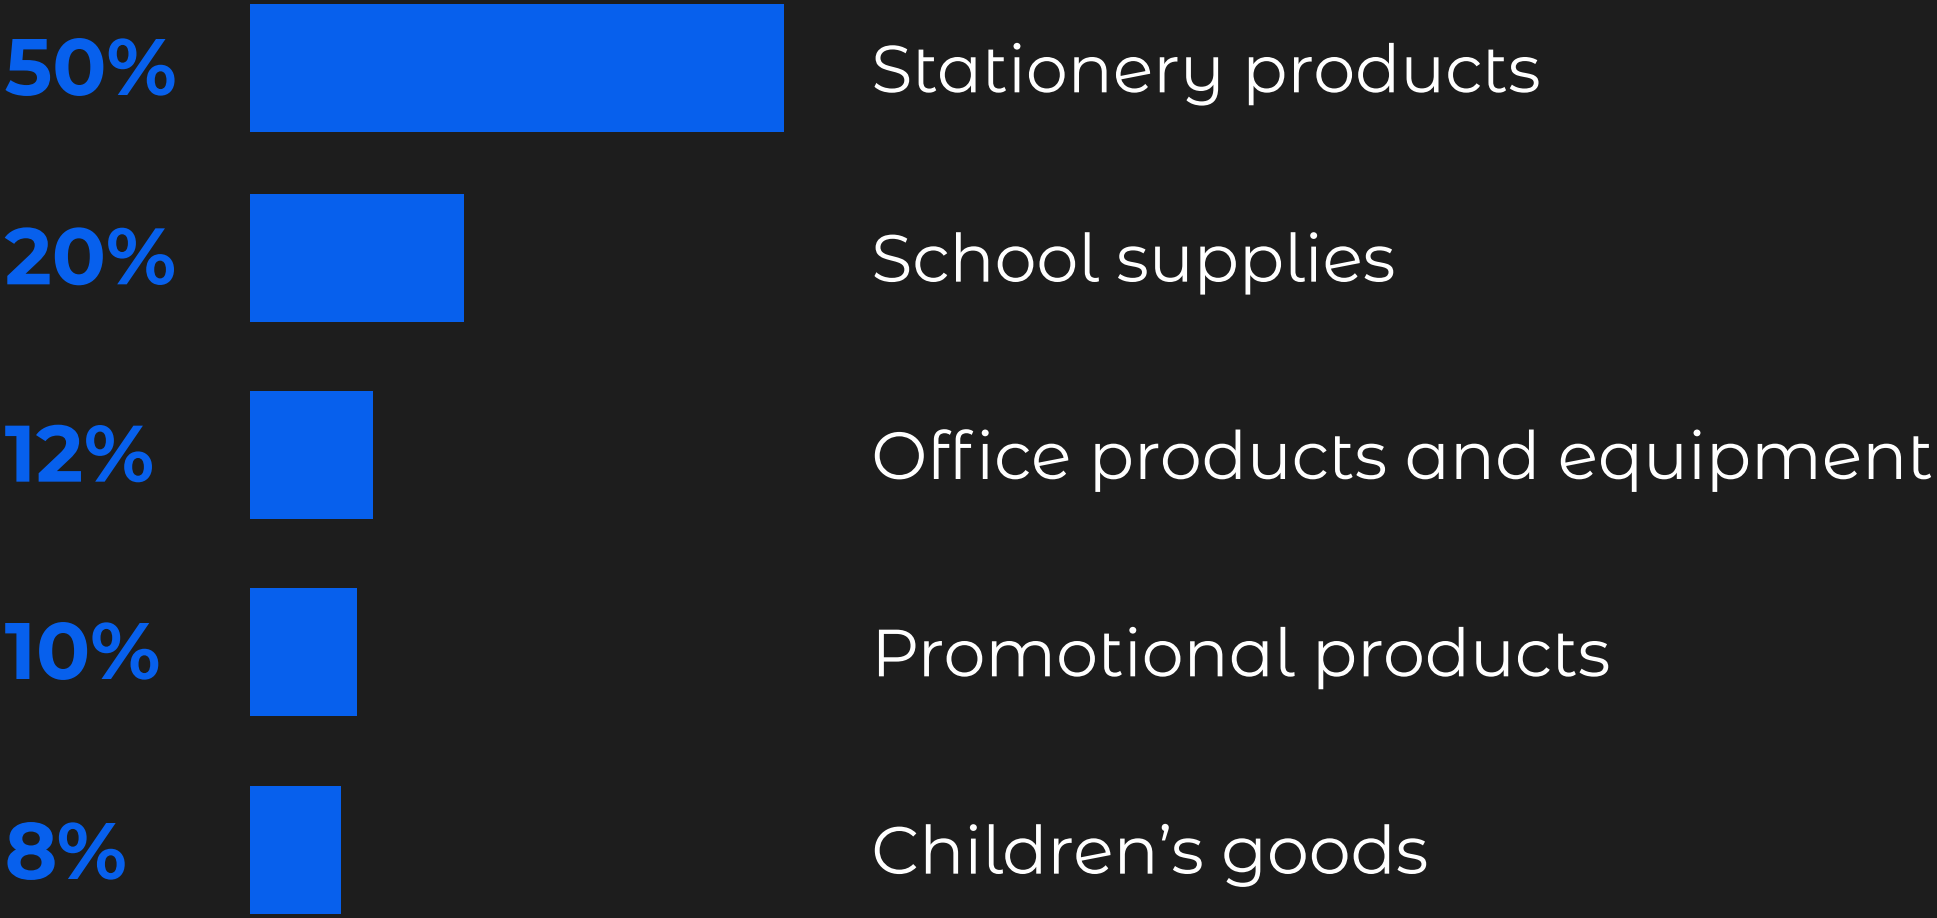 50% Stationery products
20% School supplies
12% Office products and equipment
10% Promotional products
8% Children’s goods